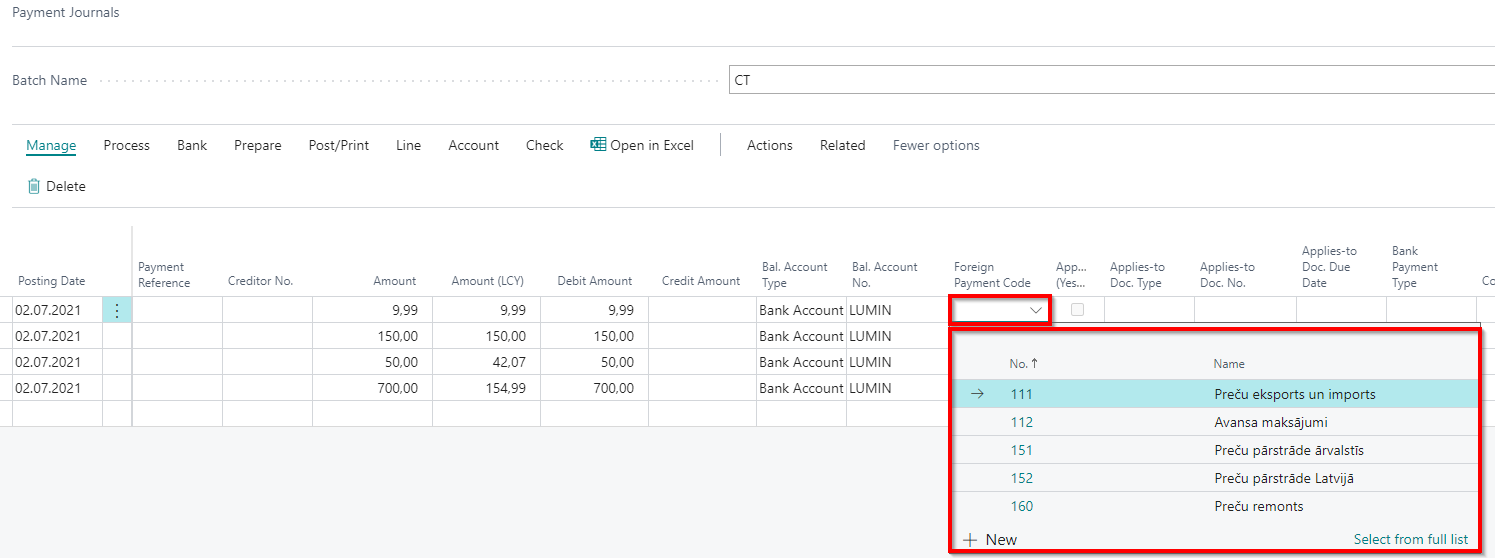 Payment Journals
Batch Name CT
Manage Process Bank Prepare Post/Print Line Account Check Open in Excel Actions Related Fewer options
Delete
Posting Date Payment Reference Creditor No. Amount Amount (LCY) Debit Amount Credit Amount Bal. Account Type Bal. Account No. Foreign Payment Code App... (Yes... Applies-to Doc. Type Applies-to Doc. No. Applies-to Doc. Due Date Bank Payment Type Co
02.07.2021 9,99 9,99 9,99 Bank Account LUMIN
02.07.2021 150,00 150,00 150,00 Bank Account LUMIN
02.07.2021 50,00 42,07 50,00 Bank Account LUMIN
02.07.2021 700,00 154,99 700,00 Bank Account LUMIN
No. ↑ Name
→ 111 Preču eksports un imports
112 Avansa maksājumi
151 Preču pārstrāde ārvalstīs
152 Preču pārstrāde Latvijā
160 Preču remonts
+ New Select from full list